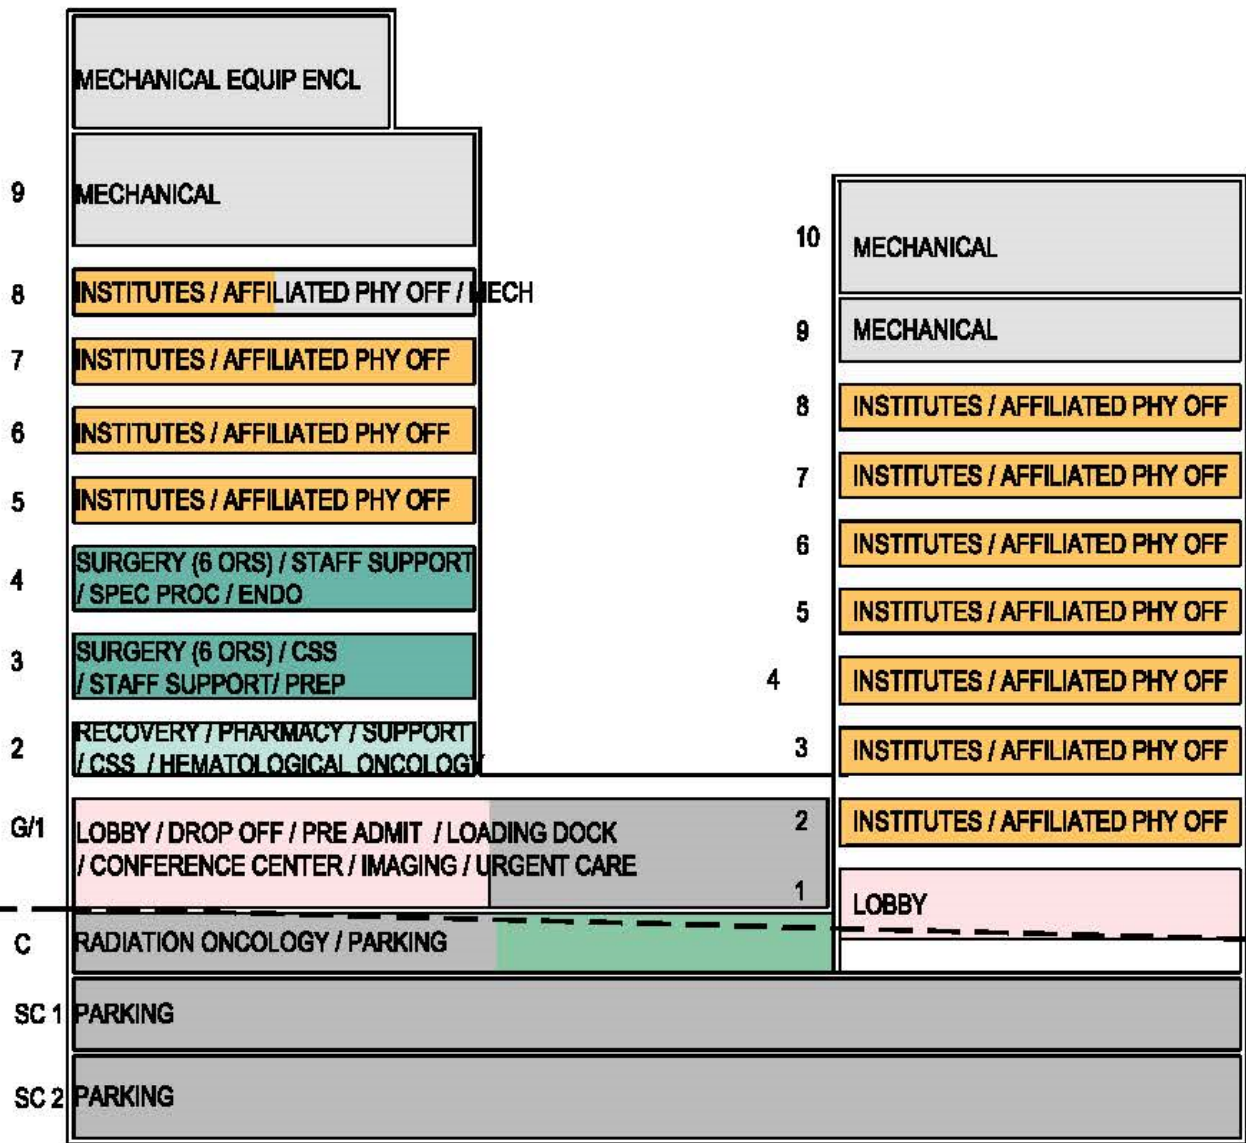 MECHANICAL EQUIP ENCL
9 MECHANICAL
8 INSTITUTES / AFFILIATED PHY OFF / MECH
7 INSTITUTES / AFFILIATED PHY OFF
6 INSTITUTES / AFFILIATED PHY OFF
5 INSTITUTES / AFFILIATED PHY OFF
4 SURGERY (6 ORS) / STAFF SUPPORT
/ SPEC PROC / ENDO
3 SURGERY (6 ORS) / CSS
/ STAFF SUPPORT/ PREP
2 RECOVERY / PHARMACY / SUPPORT
/ CSS / HEMATOLOGICAL ONCOLOGY
G/1 LOBBY / DROP OFF / PRE ADMIT / LOADING DOCK
/ CONFERENCE CENTER / IMAGING / URGENT CARE
C RADIATION ONCOLOGY / PARKING
SC 1 PARKING
SC 2 PARKING
10 MECHANICAL
9 MECHANICAL
8 INSTITUTES / AFFILIATED PHY OFF
7 INSTITUTES / AFFILIATED PHY OFF
6 INSTITUTES / AFFILIATED PHY OFF
5 INSTITUTES / AFFILIATED PHY OFF
4 INSTITUTES / AFFILIATED PHY OFF
3 INSTITUTES / AFFILIATED PHY OFF
2 INSTITUTES / AFFILIATED PHY OFF
1 LOBBY